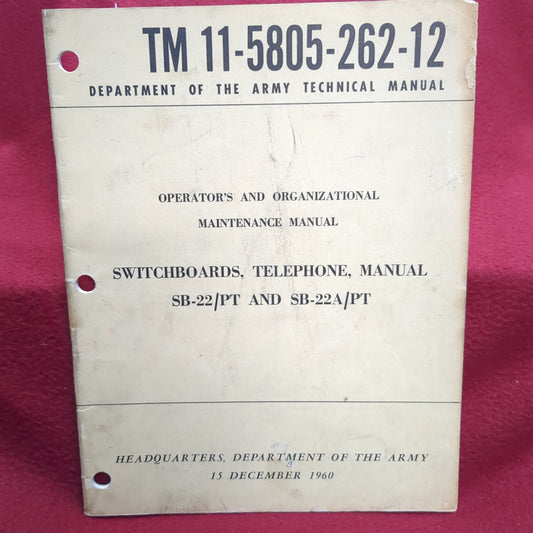 TM 11-5805-262-12
DEPARTMENT OF THE ARMY TECHNICAL MANUAL
OPERATOR'S AND ORGANIZATIONAL
MAINTENANCE MANUAL
SWITCHBOARDS, TELEPHONE, MANUAL
SB-22/PT AND SB-22A/PT
HEADQUARTERS, DEPARTMENT OF THE ARMY
15 DECEMBER 1960